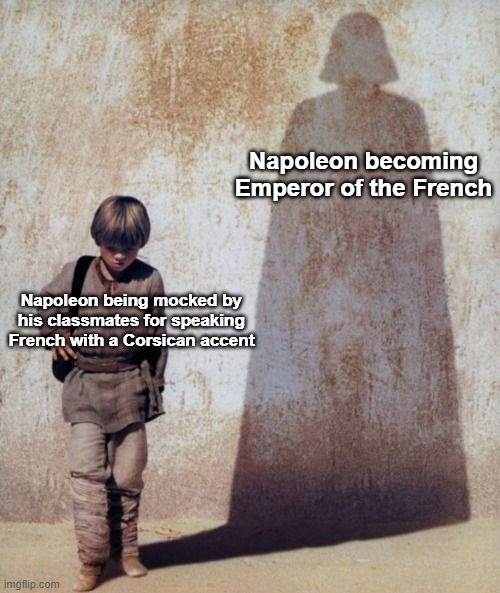 Napoleon becoming
Emperor of the French
Napoleon being mocked by
his classmates for speaking
French with a Corsican accent
imgflip.com